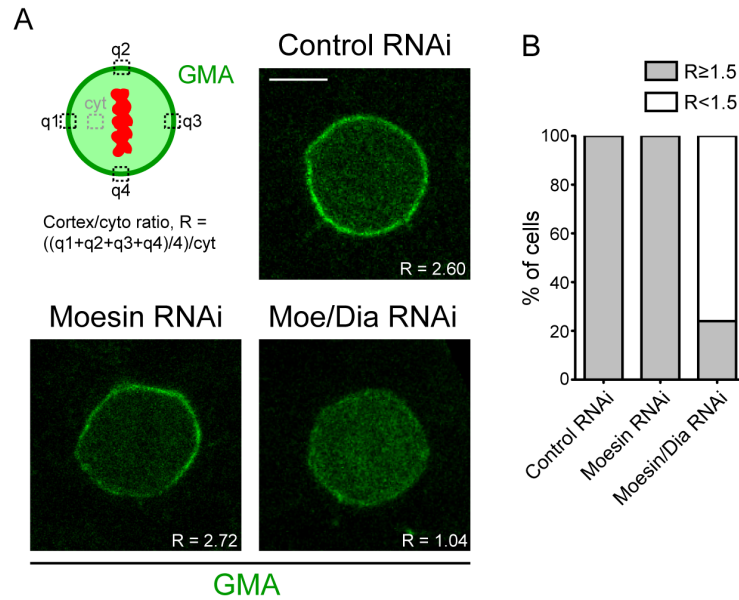 A
q2
GMA
cyt
q1
q3
q4
Cortex/cyto ratio, R =
((q1+q2+q3+q4)/4)/cyt
Control RNAi
R = 2.60
Moesin RNAi
R = 2.72
Moe/Dia RNAi
R = 1.04
GMA
B
R≥1.5
R<1.5
% of cells
100
80
60
40
20
0
Control RNAi
Moesin RNAi
Moesin/Dia RNAi